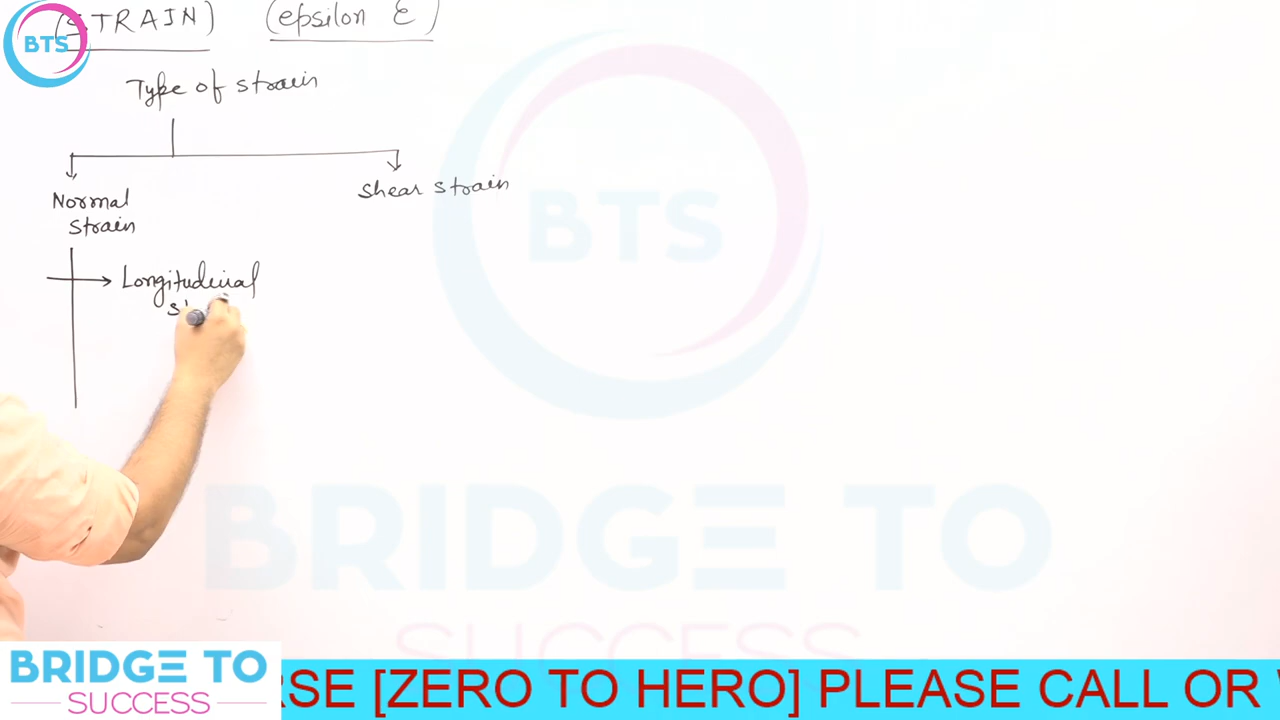 (STRAIN) (epsilon ε)
BTS
Type of strain
Normal
strain
Shear strain
Longitudinal
BTS
BRIDGE TO
SUCCESS
BRIDGE TO
SUCCESS
RSE [ZERO TO HERO] PLEASE CALL OR